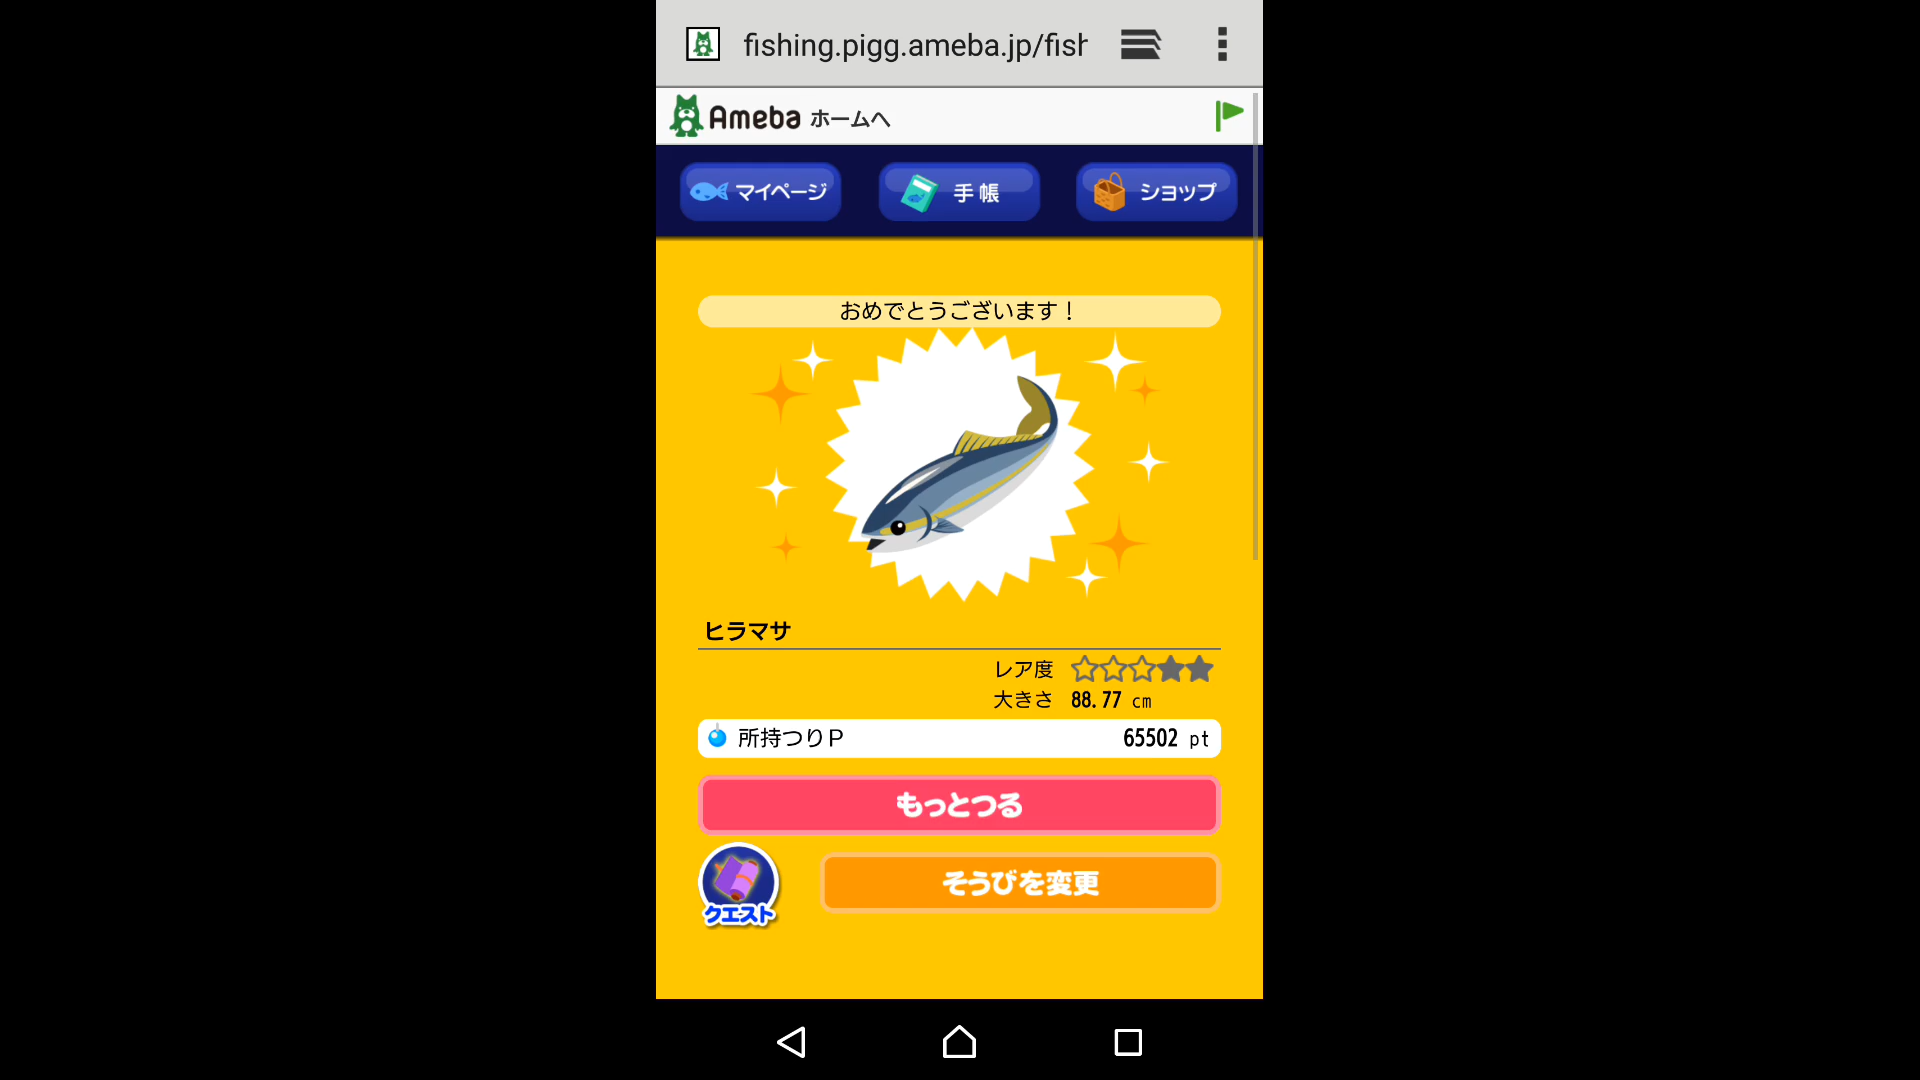 fishing.pigg.ameba.jp/fish
Ameba ホームへ
マイページ
手帳
ショップ
おめでとうございます！
ヒラマサ
レア度 ☆☆☆★★
大きさ 88.77 cm
所持つりP 65502 pt
もっとつる
クエスト
そうびを変更